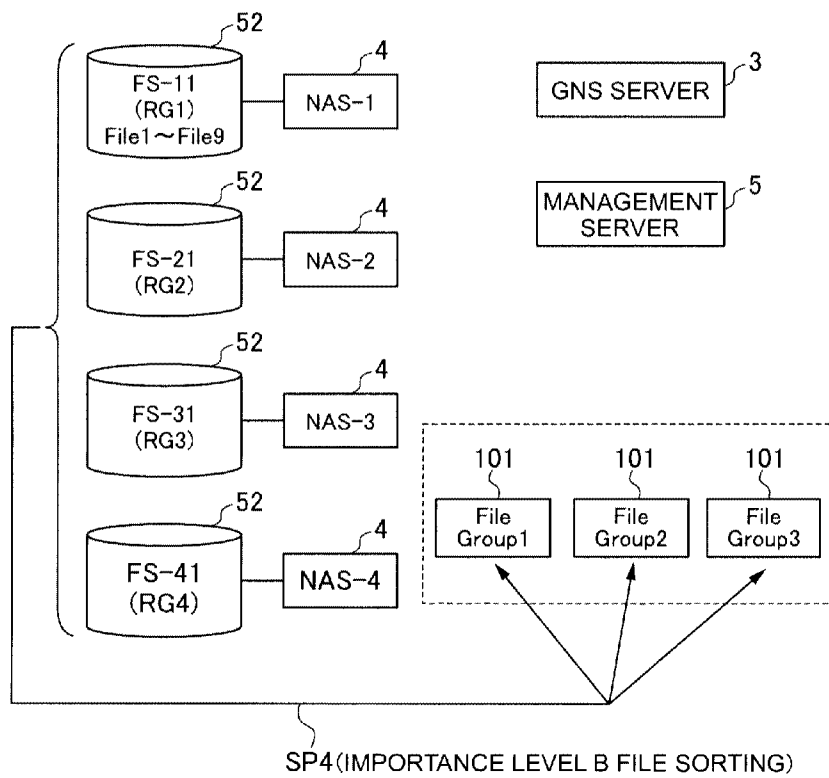 52
FS-11
(RG1)
File1～File9
4
NAS-1
3
GNS SERVER
52
FS-21
(RG2)
4
NAS-2
5
MANAGEMENT
SERVER
52
FS-31
(RG3)
4
NAS-3
52
FS-41
(RG4)
4
NAS-4
101
File
Group1
101
File
Group2
101
File
Group3
SP4(IMPORTANCE LEVEL B FILE SORTING)